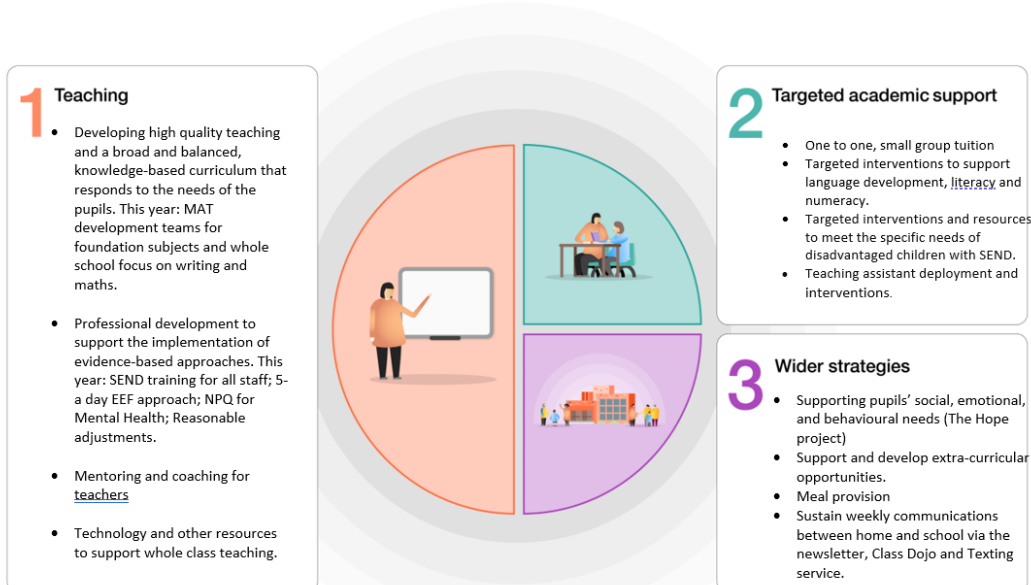 1 Teaching
• Developing high quality teaching
and a broad and balanced,
knowledge-based curriculum that
responds to the needs of the
pupils. This year: MAT
development teams for
foundation subjects and whole
school focus on writing and
maths.
• Professional development to
support the implementation of
evidence-based approaches. This
year: SEND training for all staff; 5-
a day EEF approach; NPQ for
Mental Health; Reasonable
adjustments.
• Mentoring and coaching for
teachers
• Technology and other resources
to support whole class teaching.
2 Targeted academic support
• One to one, small group tuition
• Targeted interventions to support
language development, literacy and
numeracy.
• Targeted interventions and resources
to meet the specific needs of
disadvantaged children with SEND.
• Teaching assistant deployment and
interventions.
3 Wider strategies
• Supporting pupils’ social, emotional,
and behavioural needs (The Hope
project)
• Support and develop extra-curricular
opportunities.
• Meal provision
• Sustain weekly communications
between home and school via the
newsletter, Class Dojo and Texting
service.